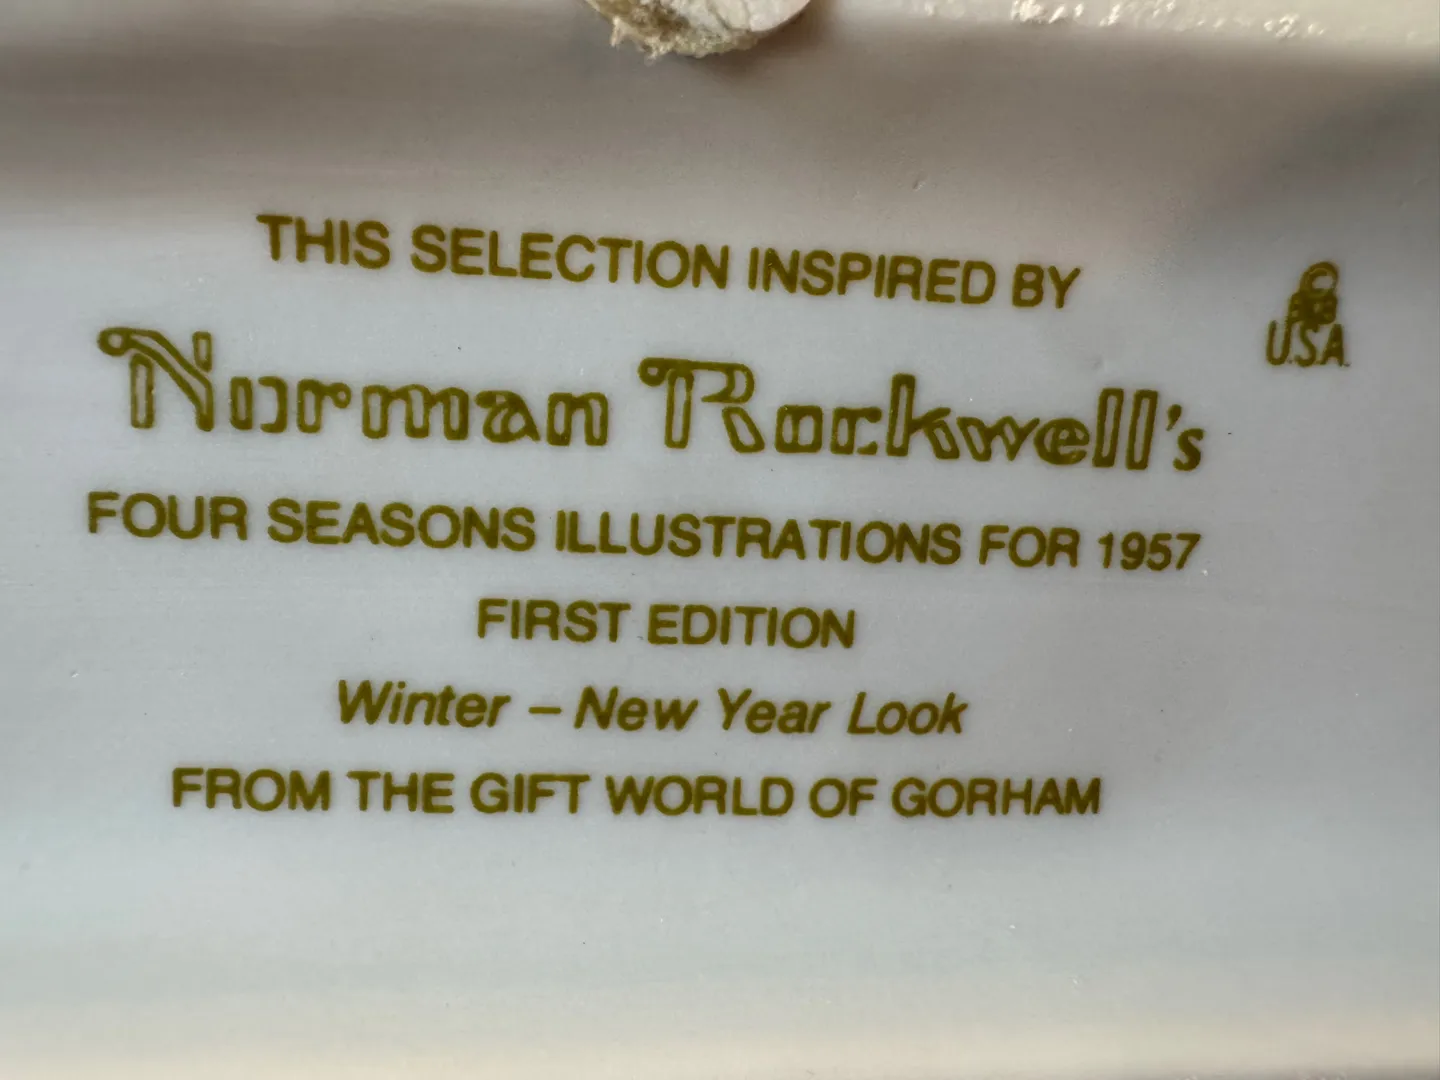 THIS SELECTION INSPIRED BY
Norman Rockwell's
FOUR SEASONS ILLUSTRATIONS FOR 1957
FIRST EDITION
Winter – New Year Look
FROM THE GIFT WORLD OF GORHAM
©
U.S.A.